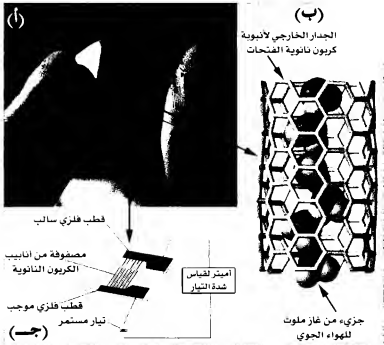 (أ)
(ب)
الجدار الخارجي لأنبوبة
كربون نانوية الفتحات
قطب فلزي سالب
مصفوفة من أنابيب
الكربون النانوية
قطب فلزي موجب
تيار مستمر
(جـ)
أميتر لقياس
شدة التيار
جزيء من غاز ملوث
للهواء الجوي